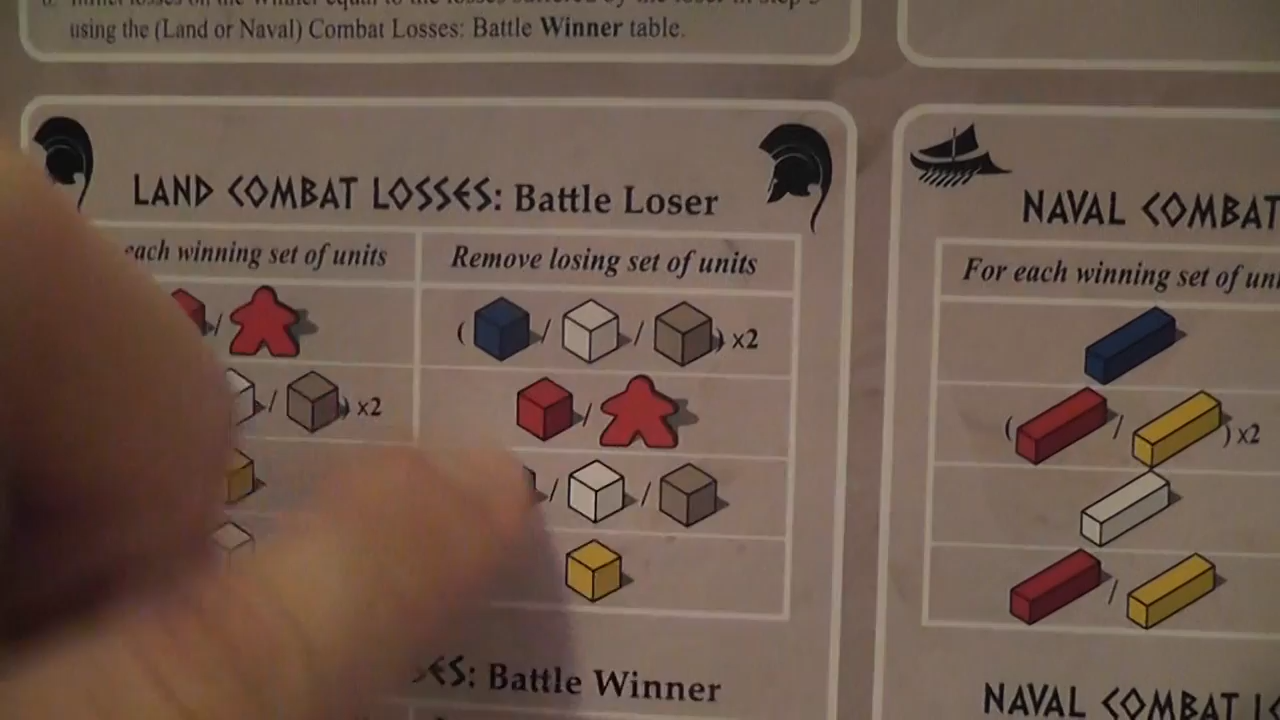 using the (Land or Naval) Combat Losses: Battle Winner table.
LAND COMBAT LOSSES: Battle Loser
each winning set of units
Remove losing set of units
/
( / / ) x2
/ ) x2
/
/ /
: Battle Winner
NAVAL COMBAT
For each winning set of
( / ) x2
/
NAVAL COMBAT